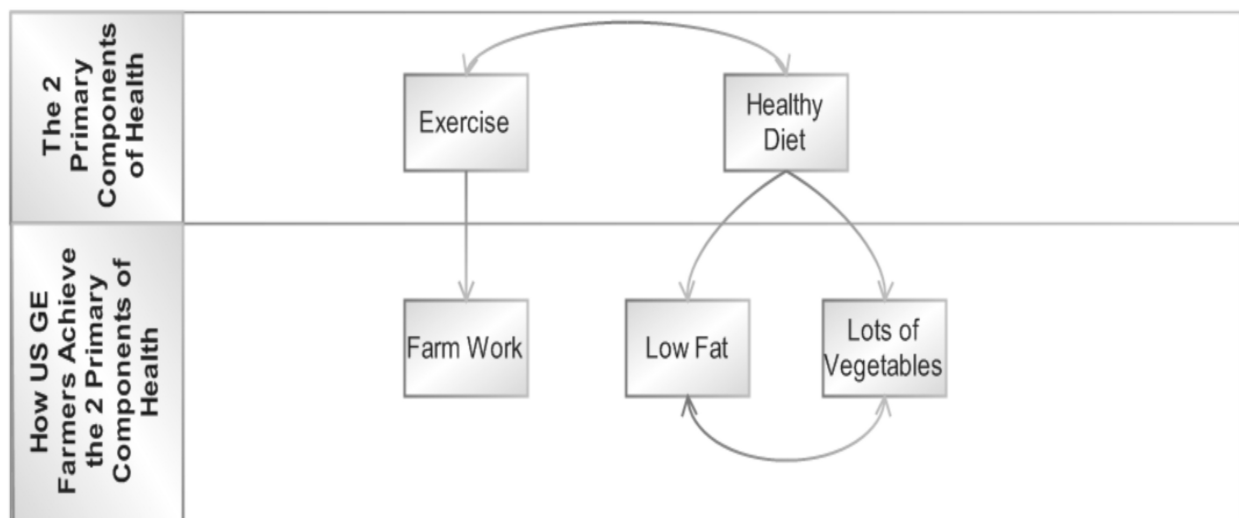 The 2
Primary
Components
of Health
Exercise
Healthy
Diet
How US GE
Farmers Achieve
the 2 Primary
Components of
Health
Farm Work
Low Fat
Lots of
Vegetables